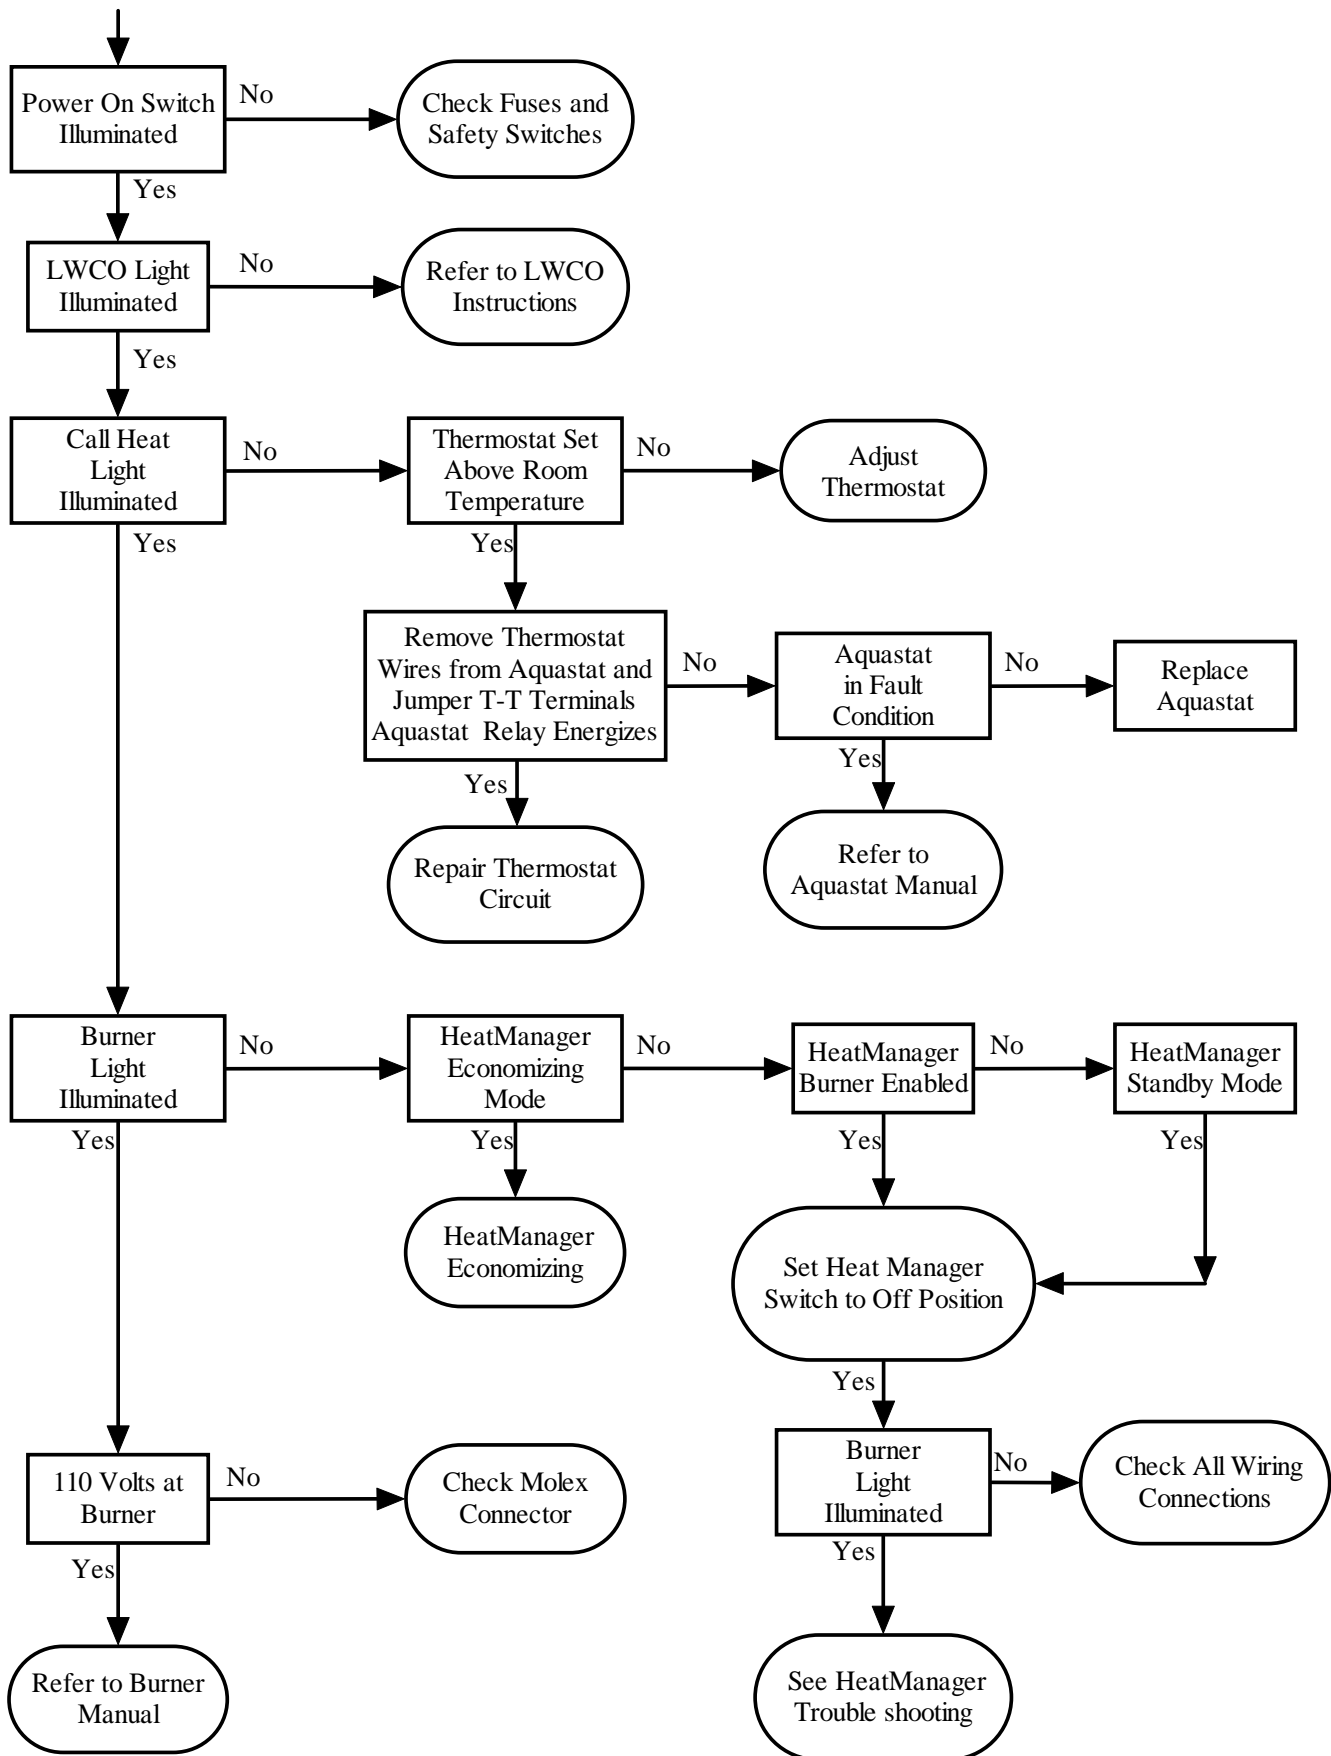 Power On Switch
Illuminated
No
Check Fuses and
Safety Switches
Yes
LWCO Light
Illuminated
No
Refer to LWCO
Instructions
Yes
Call Heat
Light
Illuminated
No
Thermostat Set
Above Room
Temperature
No
Adjust
Thermostat
Yes
Yes
Remove Thermostat
Wires from Aquastat and
Jumper T-T Terminals
Aquastat Relay Energizes
No
Aquastat
in Fault
Condition
No
Replace
Aquastat
Yes
Yes
Repair Thermostat
Circuit
Refer to
Aquastat Manual
Burner
Light
Illuminated
No
HeatManager
Economizing
Mode
No
HeatManager
Burner Enabled
No
HeatManager
Standby Mode
Yes
Yes
Yes
Yes
HeatManager
Economizing
Set Heat Manager
Switch to Off Position
Yes
110 Volts at
Burner
No
Check Molex
Connector
Burner
Light
Illuminated
No
Check All Wiring
Connections
Yes
Yes
Refer to Burner
Manual
See HeatManager
Trouble shooting